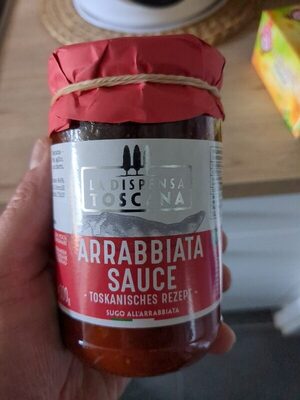 LA DISPENSA
TOSCANA
ARRABBIATA
SAUCE
- TOSKANISCHES REZEPT -
SUGO ALL'ARRABBIATA